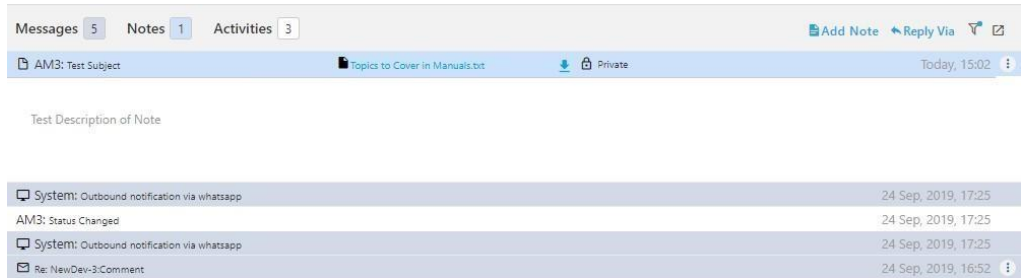 Messages 5 Notes 1 Activities 3 Add Note Reply Via
AM3: Test Subject Topics to Cover in Manuals.txt Private Today, 15:02
Test Description of Note
System: Outbound notification via whatsapp 24 Sep, 2019, 17:25
AM3: Status Changed 24 Sep, 2019, 17:25
System: Outbound notification via whatsapp 24 Sep, 2019, 17:25
Re: NewDev-3:Comment 24 Sep, 2019, 16:52